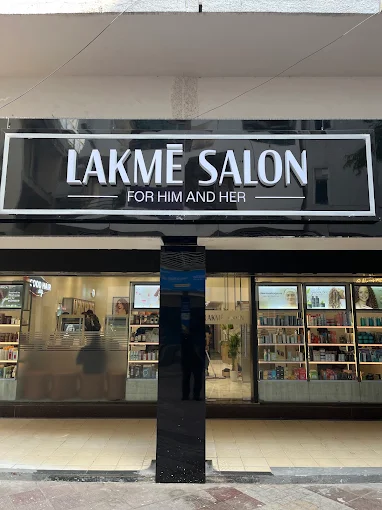 LAKMĒ SALON
FOR HIM AND HER